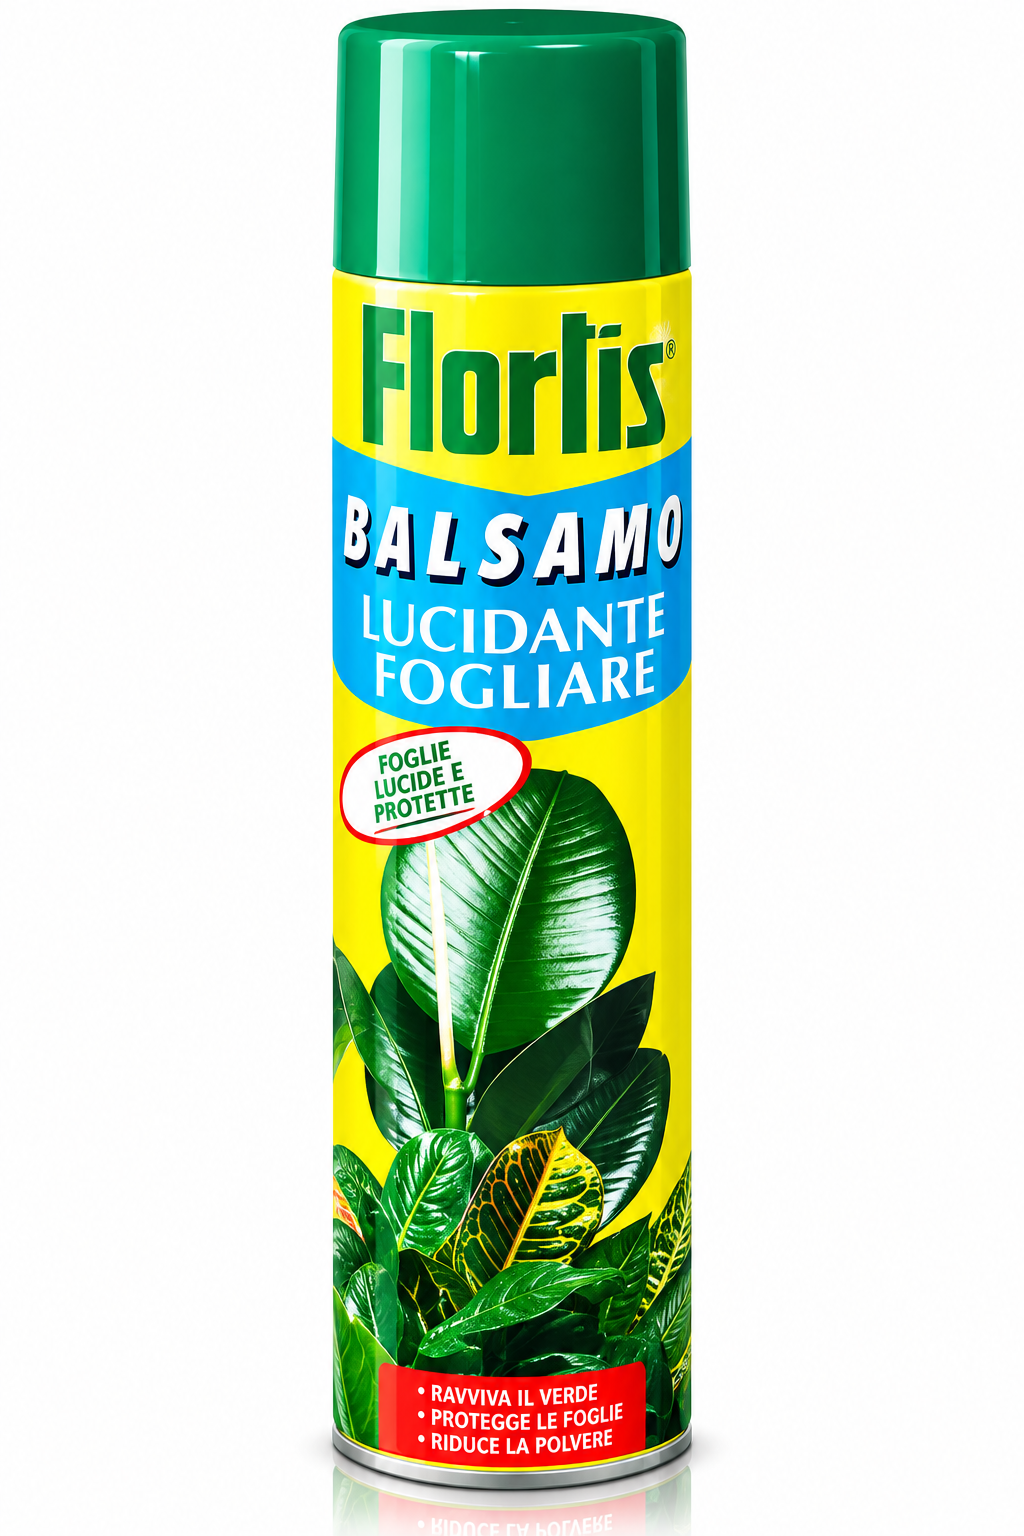 Flortis®
BALSAMO
LUCIDANTE
FOGLIARE
FOGLIE
LUCIDE E
PROTETTE
• RAVVIVA IL VERDE
• PROTEGGE LE FOGLIE
• RIDUCE LA POLVERE